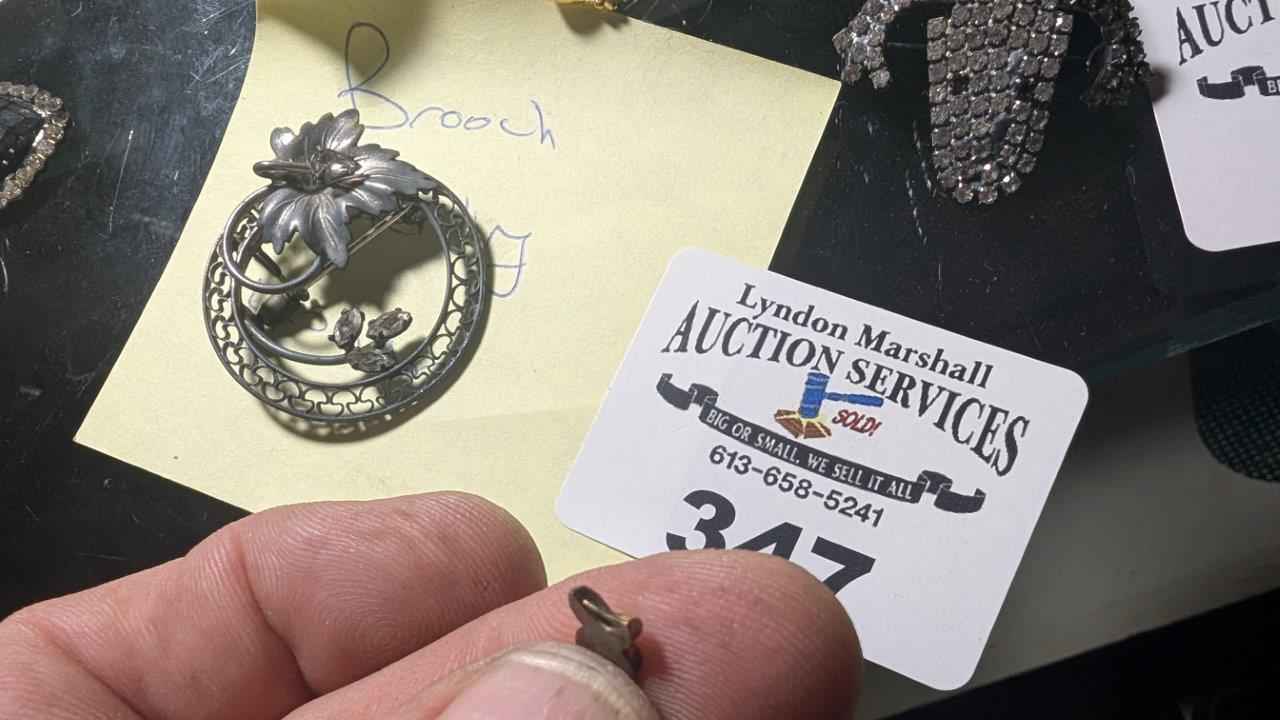 Brooch
Lyndon Marshall
AUCTION SERVICES
SOLD!
BIG OR SMALL, WE SELL IT ALL
613-658-5241
347
AUCT